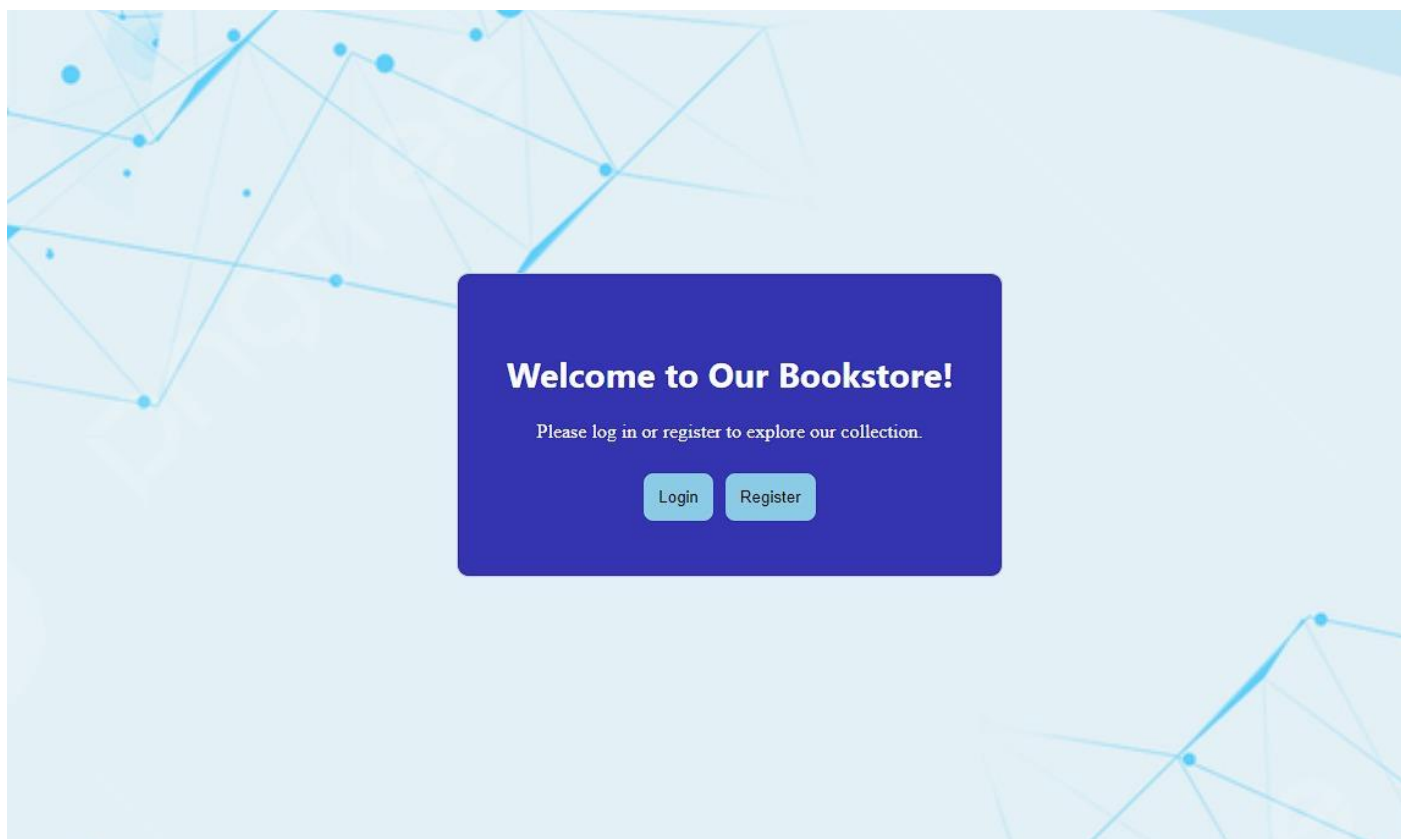 Welcome to Our Bookstore!
Please log in or register to explore our collection.
Login
Register